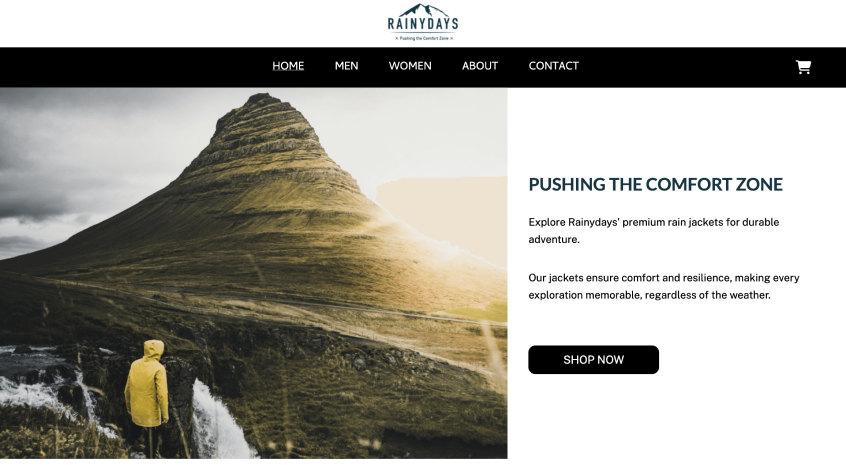 RAINYDAYS
» Pushing the Comfort Zone «
HOME MEN WOMEN ABOUT CONTACT
PUSHING THE COMFORT ZONE
Explore Rainydays' premium rain jackets for durable
adventure.
Our jackets ensure comfort and resilience, making every
exploration memorable, regardless of the weather.
SHOP NOW